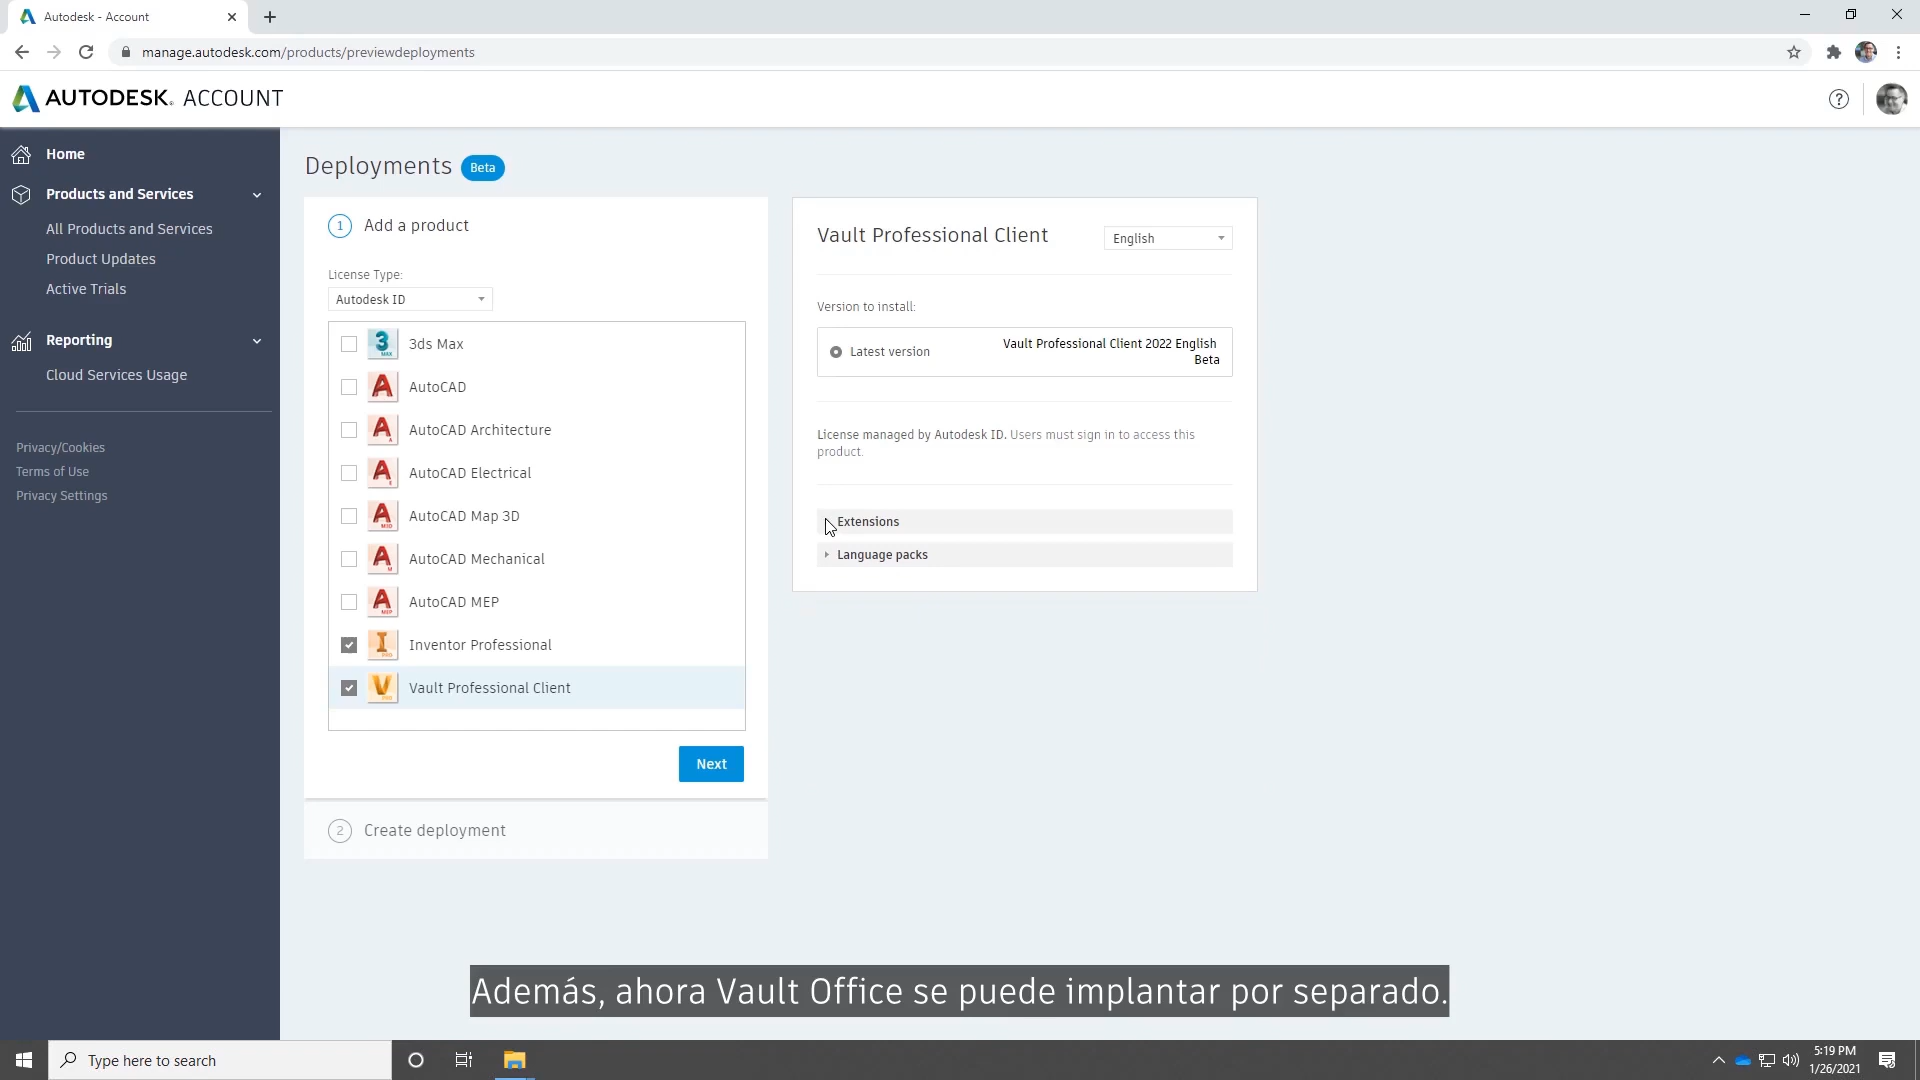 Autodesk - Account
manage.autodesk.com/products/previewdeployments
AUTODESK ACCOUNT
Home
Products and Services
All Products and Services
Product Updates
Active Trials
Reporting
Cloud Services Usage
Privacy/Cookies
Terms of Use
Privacy Settings
Deployments Beta
1 Add a product
License Type:
Autodesk ID
3ds Max
AutoCAD
AutoCAD Architecture
AutoCAD Electrical
AutoCAD Map 3D
AutoCAD Mechanical
AutoCAD MEP
Inventor Professional
Vault Professional Client
Next
2 Create deployment
Vault Professional Client
English
Version to install:
Latest version
Vault Professional Client 2022 English
Beta
License managed by Autodesk ID. Users must sign in to access this
product.
Extensions
Language packs
Además, ahora Vault Office se puede implantar por separado.
Type here to search
5:19 PM
1/26/2021